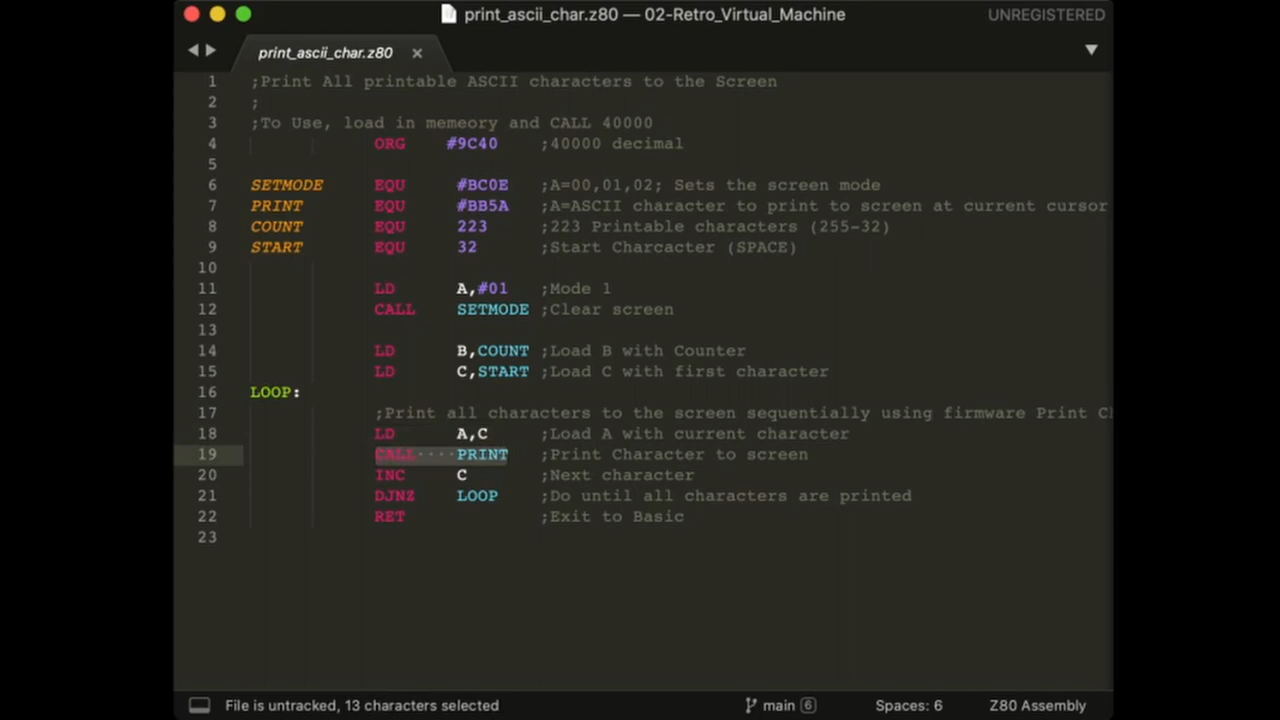 print_ascii_char.z80 — 02-Retro_Virtual_Machine UNREGISTERED
print_ascii_char.z80 ×
1 ;Print All printable ASCII characters to the Screen
2 ;
3 ;To Use, load in memeory and CALL 40000
4 ORG #9C40 ;40000 decimal
5
6 SETMODE EQU #BC0E ;A=00,01,02; Sets the screen mode
7 PRINT EQU #BB5A ;A=ASCII character to print to screen at current cursor
8 COUNT EQU 223 ;223 Printable characters (255-32)
9 START EQU 32 ;Start Charcacter (SPACE)
10
11 LD A,#01 ;Mode 1
12 CALL SETMODE ;Clear screen
13
14 LD B,COUNT ;Load B with Counter
15 LD C,START ;Load C with first character
16 LOOP:
17 ;Print all characters to the screen sequentially using firmware Print
18 LD A,C ;Load A with current character
19 CALL····PRINT ;Print Character to screen
20 INC C ;Next character
21 DJNZ LOOP ;Do until all characters are printed
22 RET ;Exit to Basic
23
File is untracked, 13 characters selected main 6 Spaces: 6 Z80 Assembly